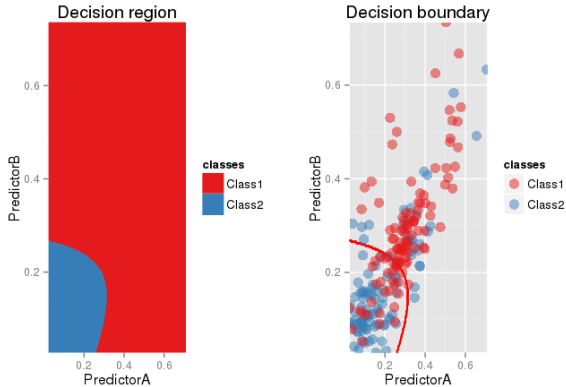 Decision region
PredictorB
0.6
0.4
0.2
0.2 0.4 0.6
PredictorA
classes
Class1
Class2
Decision boundary
PredictorB
0.6
0.4
0.2
0.2 0.4 0.6
PredictorA
classes
Class1
Class2